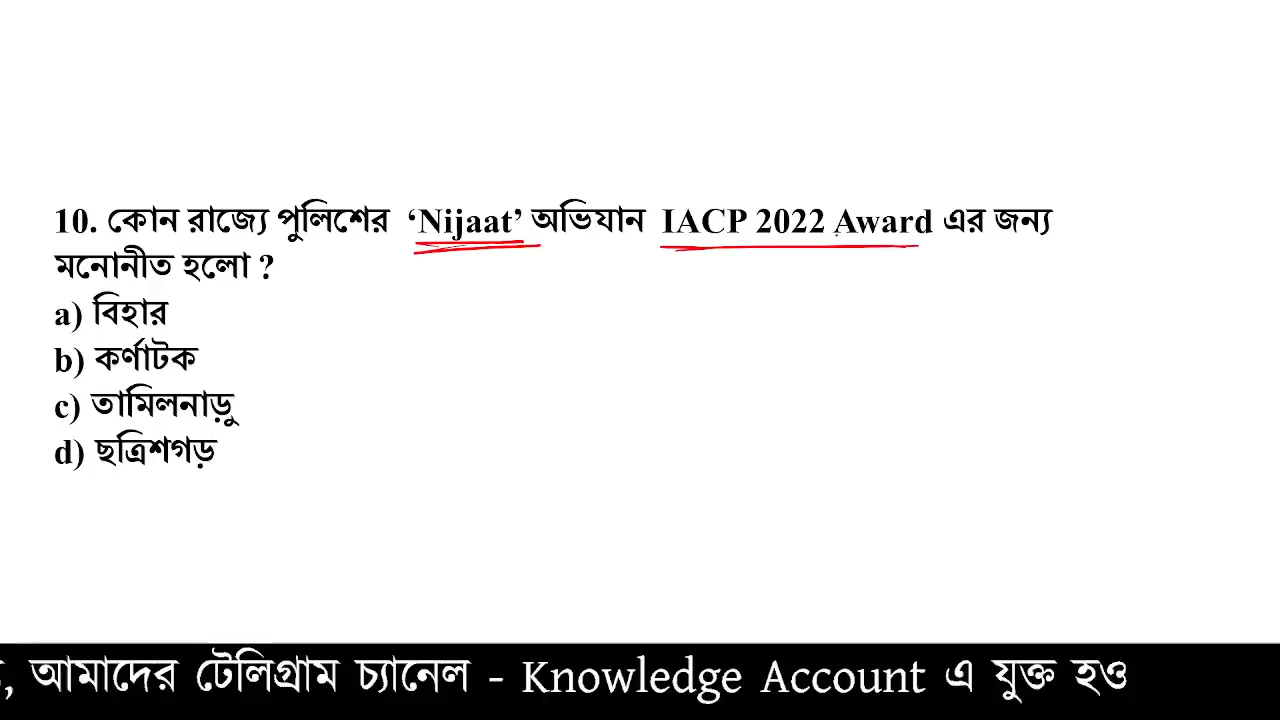 10. কোন রাজ্যে পুলিশের ‘Nijaat’ অভিযান IACP 2022 Award এর জন্য
মনোনীত হলো ?
a) বিহার
b) কর্ণাটক
c) তামিলনাড়ু
d) ছত্রিশগড়
, আমাদের টেলিগ্রাম চ্যানেল - Knowledge Account এ যুক্ত হও